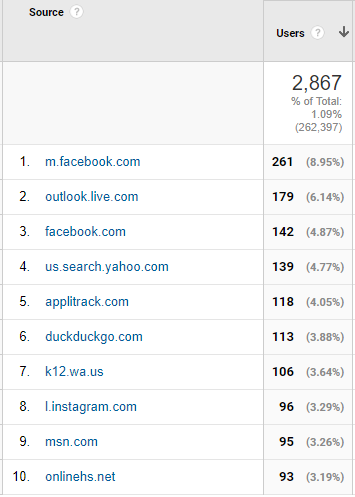 Source ?
Users ?
2,867
% of Total:
1.09%
(262,397)
1. m.facebook.com 261 (8.95%)
2. outlook.live.com 179 (6.14%)
3. facebook.com 142 (4.87%)
4. us.search.yahoo.com 139 (4.77%)
5. applitrack.com 118 (4.05%)
6. duckduckgo.com 113 (3.88%)
7. k12.wa.us 106 (3.64%)
8. l.instagram.com 96 (3.29%)
9. msn.com 95 (3.26%)
10. onlinehs.net 93 (3.19%)